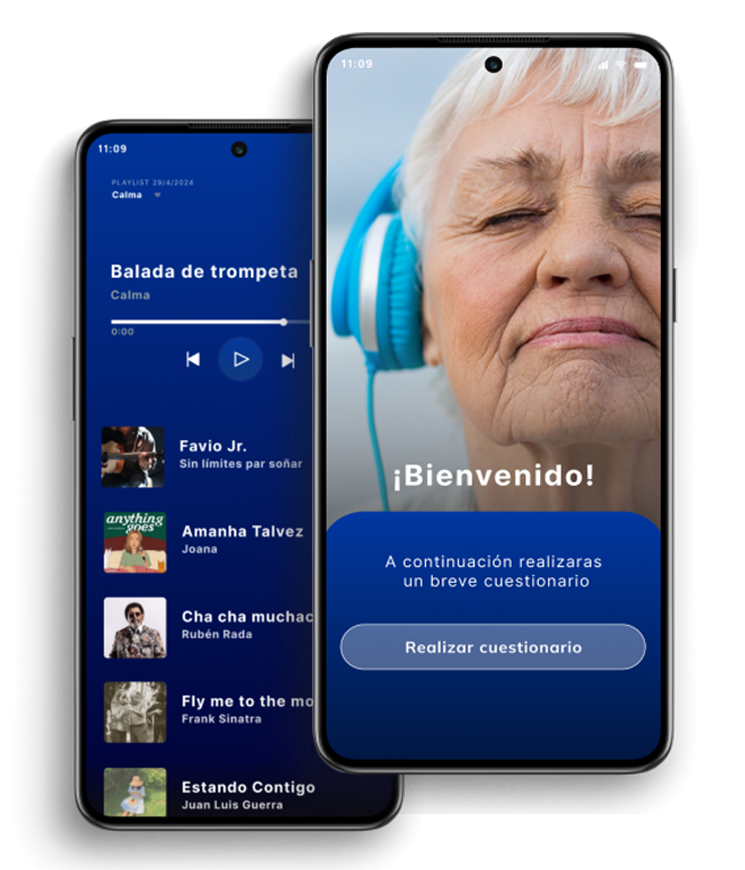 11:09
PLAYLIST 29/4/2024
Calma
Balada de trompeta
Calma
0:00
Favio Jr.
Sin límites par soñar
anything
goes
Amanha Talvez
Joana
Cha cha muchac
Rubén Rada
Fly me to the mo
Frank Sinatra
Estando Contigo
Juan Luis Guerra
11:09
¡Bienvenido!
A continuación realizaras
un breve cuestionario
Realizar cuestionario